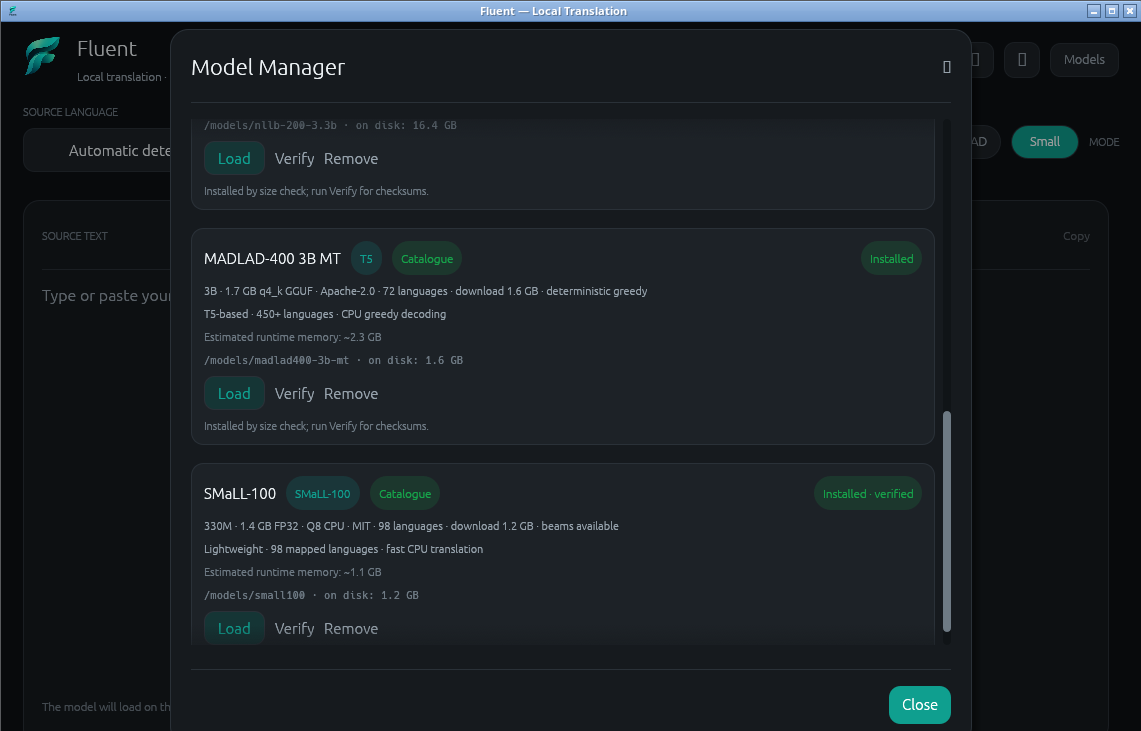 Fluent — Local Translation
Fluent
Local translation ·
Models
SOURCE LANGUAGE
Automatic dete
AD
Small
MODE
SOURCE TEXT
Copy
Type or paste your
The model will load on th
Model Manager
/models/nllb-200-3.3b · on disk: 16.4 GB
Load Verify Remove
Installed by size check; run Verify for checksums.
MADLAD-400 3B MT T5 Catalogue Installed
3B · 1.7 GB q4_k GGUF · Apache-2.0 · 72 languages · download 1.6 GB · deterministic greedy
T5-based · 450+ languages · CPU greedy decoding
Estimated runtime memory: ~2.3 GB
/models/madlad400-3b-mt · on disk: 1.6 GB
Load Verify Remove
Installed by size check; run Verify for checksums.
SMaLL-100 SMaLL-100 Catalogue Installed · verified
330M · 1.4 GB FP32 · Q8 CPU · MIT · 98 languages · download 1.2 GB · beams available
Lightweight · 98 mapped languages · fast CPU translation
Estimated runtime memory: ~1.1 GB
/models/small100 · on disk: 1.2 GB
Load Verify Remove
Close